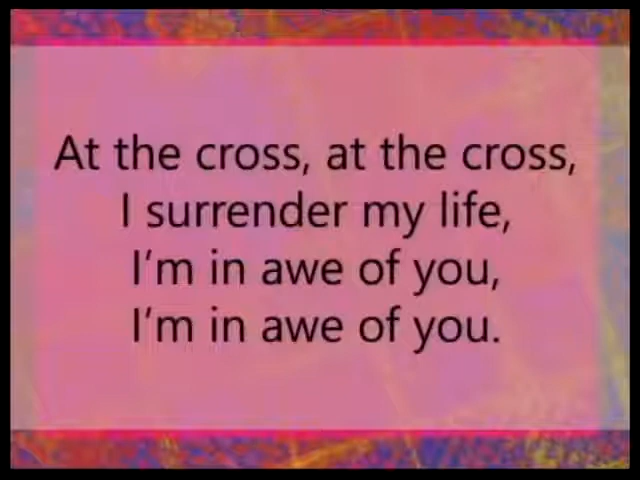 At the cross, at the cross,
I surrender my life,
I'm in awe of you,
I'm in awe of you.